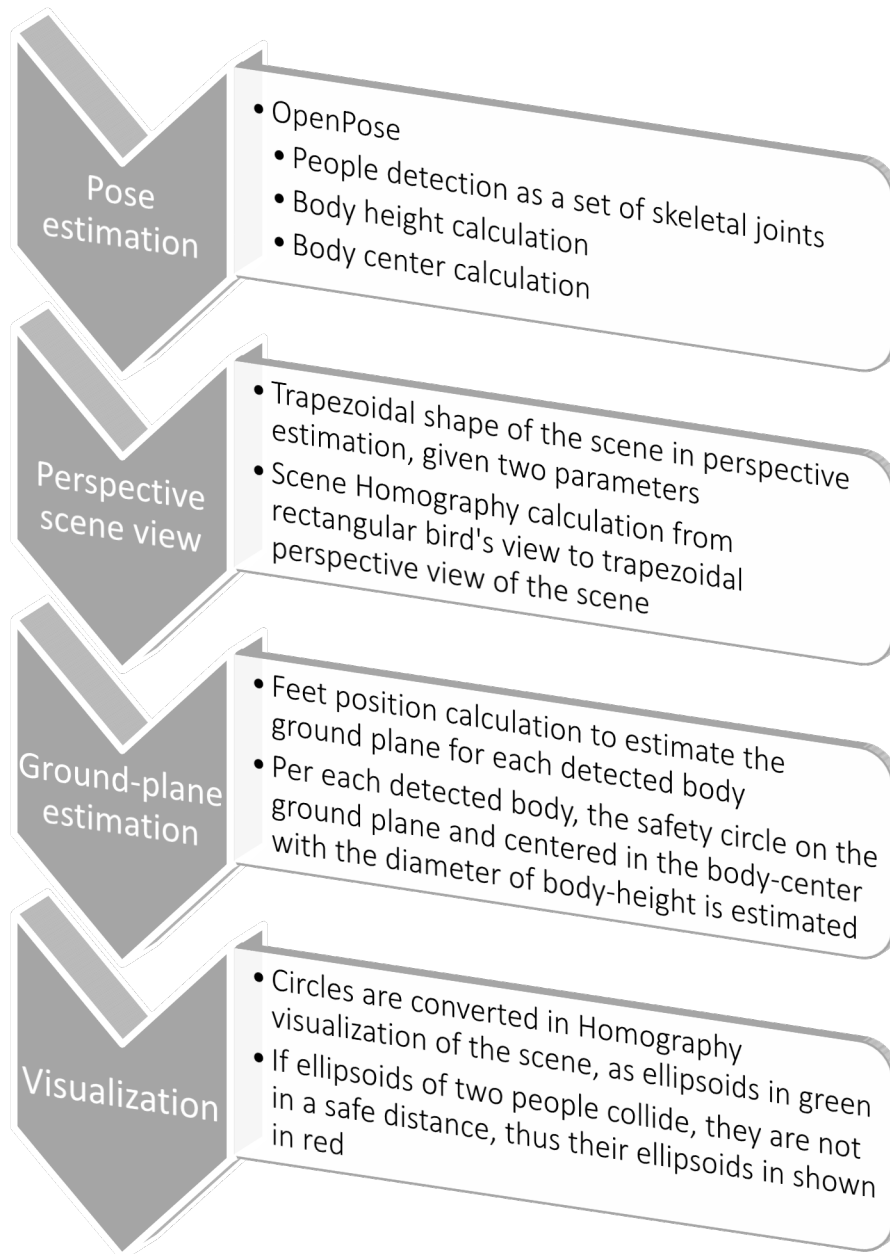 Pose
estimation
• OpenPose
• People detection as a set of skeletal joints
• Body height calculation
• Body center calculation
Perspective
scene view
• Trapezoidal shape of the scene in perspective
estimation, given two parameters
• Scene Homography calculation from
rectangular bird's view to trapezoidal
perspective view of the scene
Ground-plane
estimation
• Feet position calculation to estimate the
ground plane for each detected body
• Per each detected body, the safety circle on the
ground plane and centered in the body-center
with the diameter of body-height is estimated
Visualization
• Circles are converted in Homography
visualization of the scene, as ellipsoids in green
• If ellipsoids of two people collide, they are not
in a safe distance, thus their ellipsoids in shown
in red